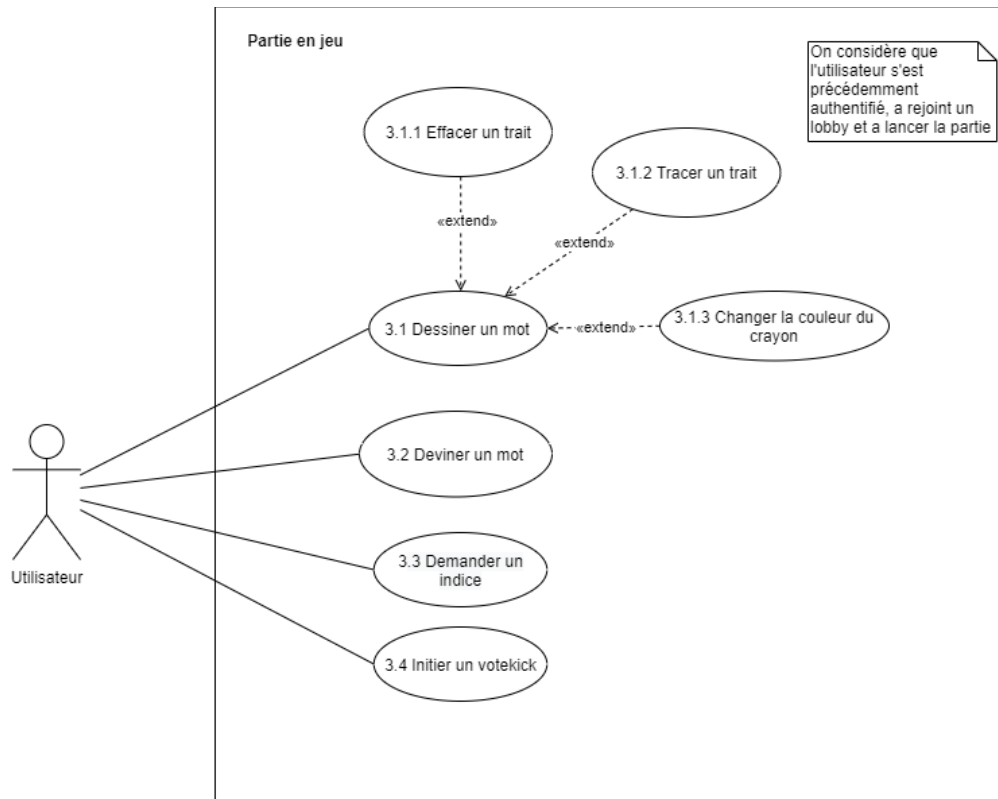 Partie en jeu
On considère que
l'utilisateur s'est
précédemment
authentifié, a rejoint un
lobby et a lancer la partie
3.1.1 Effacer un trait
3.1.2 Tracer un trait
«extend»
«extend»
3.1 Dessiner un mot
«extend»
3.1.3 Changer la couleur du
crayon
3.2 Deviner un mot
3.3 Demander un
indice
Utilisateur
3.4 Initier un votekick